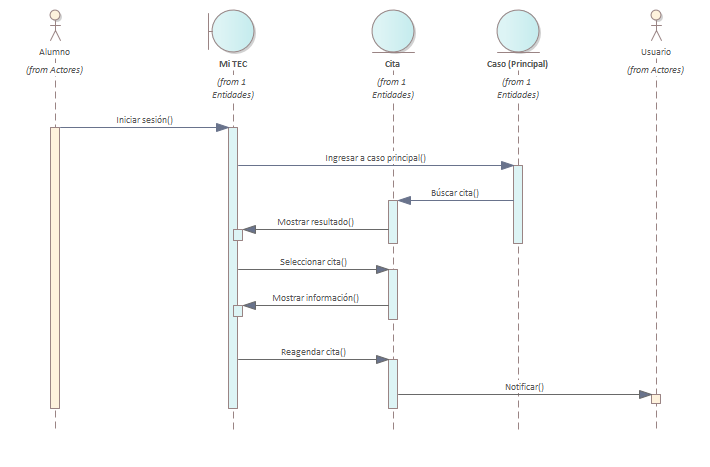 Alumno
(from Actores)
Mi TEC
(from 1
Entidades)
Cita
(from 1
Entidades)
Caso (Principal)
(from 1
Entidades)
Usuario
(from Actores)
Iniciar sesión()
Ingresar a caso principal()
Búscar cita()
Mostrar resultado()
Seleccionar cita()
Mostrar información()
Reagendar cita()
Notificar()